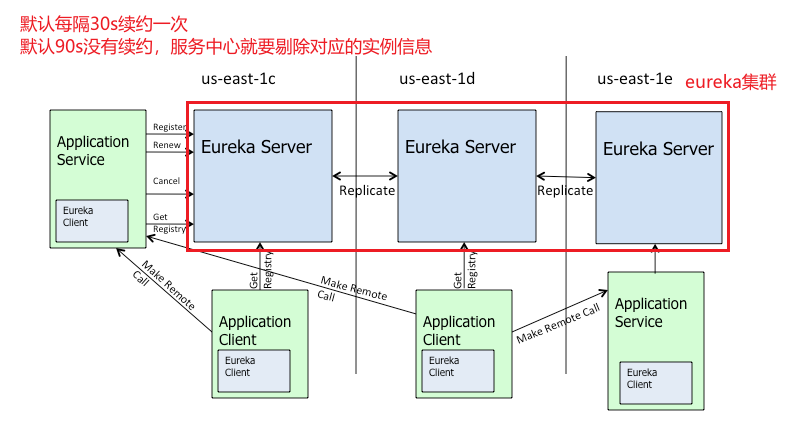 默认每隔30s续约一次
默认90s没有续约，服务中心就要剔除对应的实例信息
us-east-1c
us-east-1d
us-east-1e
eureka集群
Application
Service
Eureka
Client
Register
Renew
Cancel
Get
Registry
Eureka Server
Replicate
Eureka Server
Replicate
Eureka Server
Make Remote
Call
Get
Registry
Make Remote
Call
Get
Registry
Make Remote Call
Application
Client
Eureka
Client
Application
Client
Eureka
Client
Application
Service
Eureka
Client